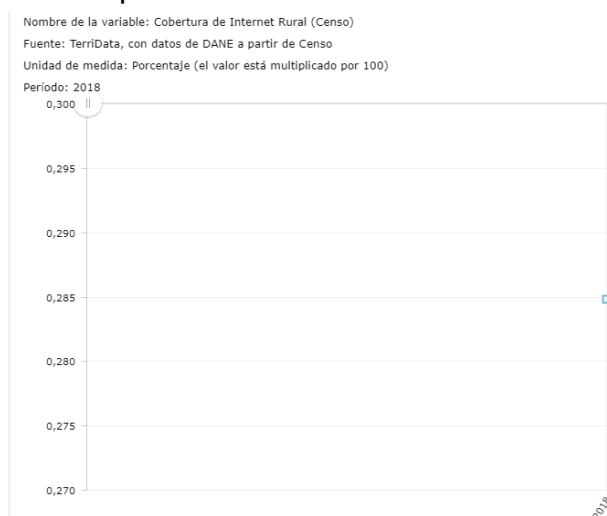 Nombre de la variable: Cobertura de Internet Rural (Censo)
Fuente: TerriData, con datos de DANE a partir de Censo
Unidad de medida: Porcentaje (el valor está multiplicado por 100)
Período: 2018
0,300
0,295
0,290
0,285
0,280
0,275
0,270
2018